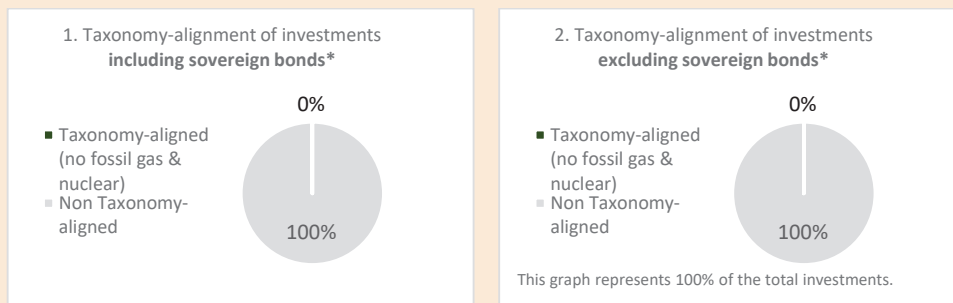 1. Taxonomy-alignment of investments
including sovereign bonds*
0%
Taxonomy-aligned
(no fossil gas &
nuclear)
Non Taxonomy-
aligned
100%
2. Taxonomy-alignment of investments
excluding sovereign bonds*
0%
Taxonomy-aligned
(no fossil gas &
nuclear)
Non Taxonomy-
aligned
100%
This graph represents 100% of the total investments.